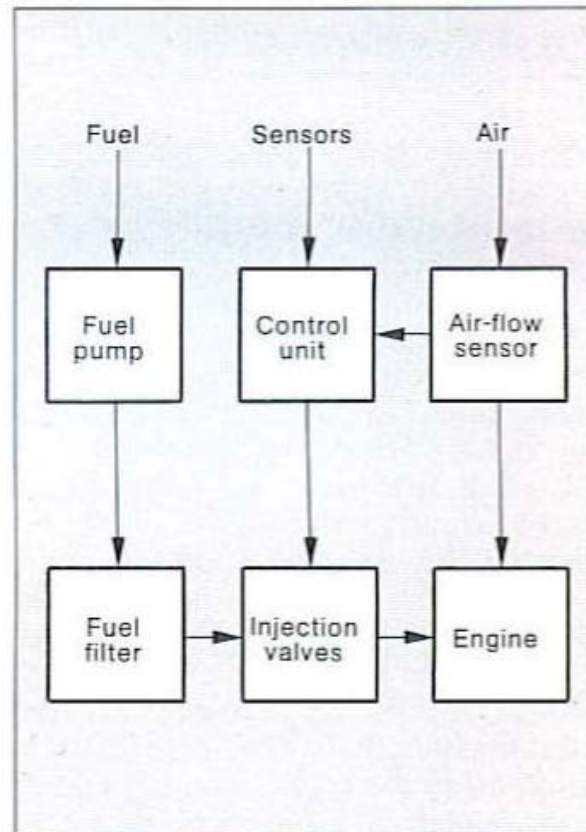 Fuel
Sensors
Air
Fuel
pump
Control
unit
Air-flow
sensor
Fuel
filter
Injection
valves
Engine